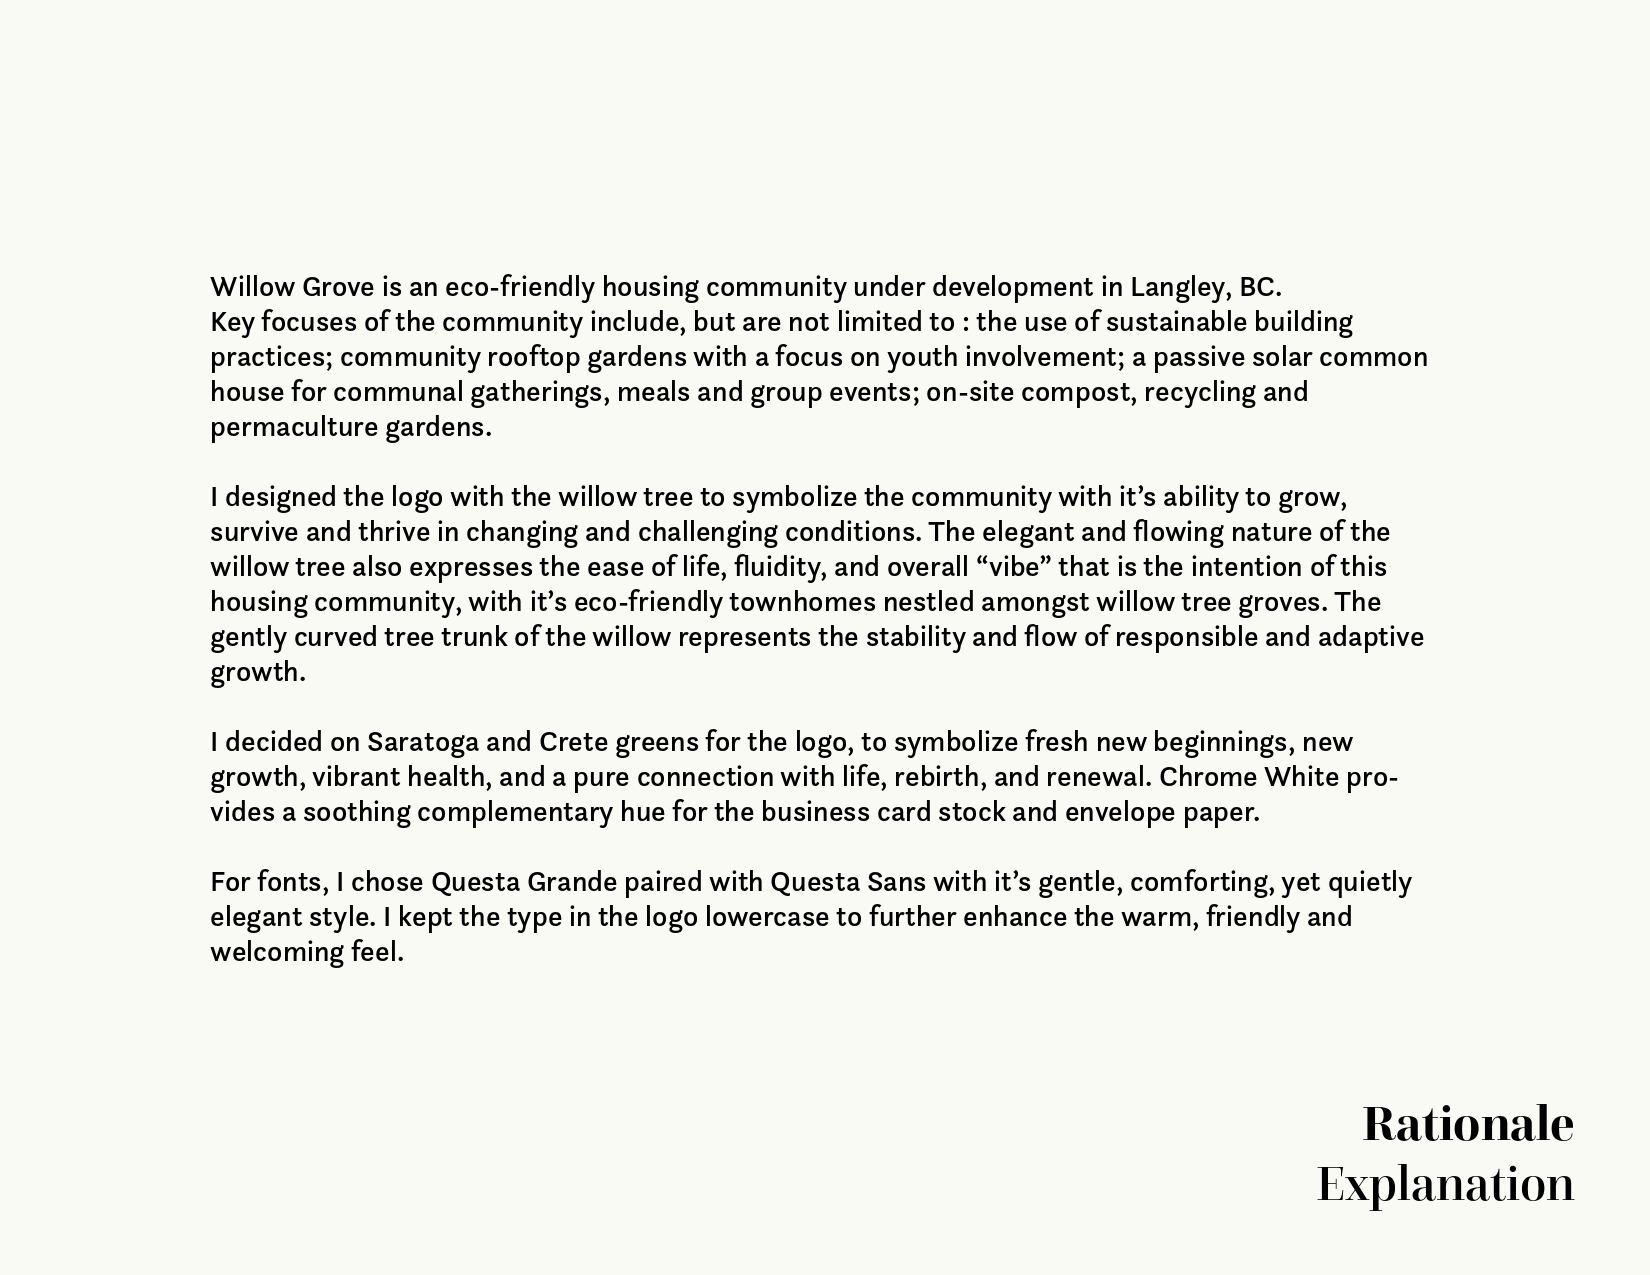 Willow Grove is an eco-friendly housing community under development in Langley, BC.
Key focuses of the community include, but are not limited to : the use of sustainable building
practices; community rooftop gardens with a focus on youth involvement; a passive solar common
house for communal gatherings, meals and group events; on-site compost, recycling and
permaculture gardens.
I designed the logo with the willow tree to symbolize the community with it’s ability to grow,
survive and thrive in changing and challenging conditions. The elegant and flowing nature of the
willow tree also expresses the ease of life, fluidity, and overall “vibe” that is the intention of this
housing community, with it’s eco-friendly townhomes nestled amongst willow tree groves. The
gently curved tree trunk of the willow represents the stability and flow of responsible and adaptive
growth.
I decided on Saratoga and Crete greens for the logo, to symbolize fresh new beginnings, new
growth, vibrant health, and a pure connection with life, rebirth, and renewal. Chrome White pro-
vides a soothing complementary hue for the business card stock and envelope paper.
For fonts, I chose Questa Grande paired with Questa Sans with it’s gentle, comforting, yet quietly
elegant style. I kept the type in the logo lowercase to further enhance the warm, friendly and
welcoming feel.
Rationale
Explanation